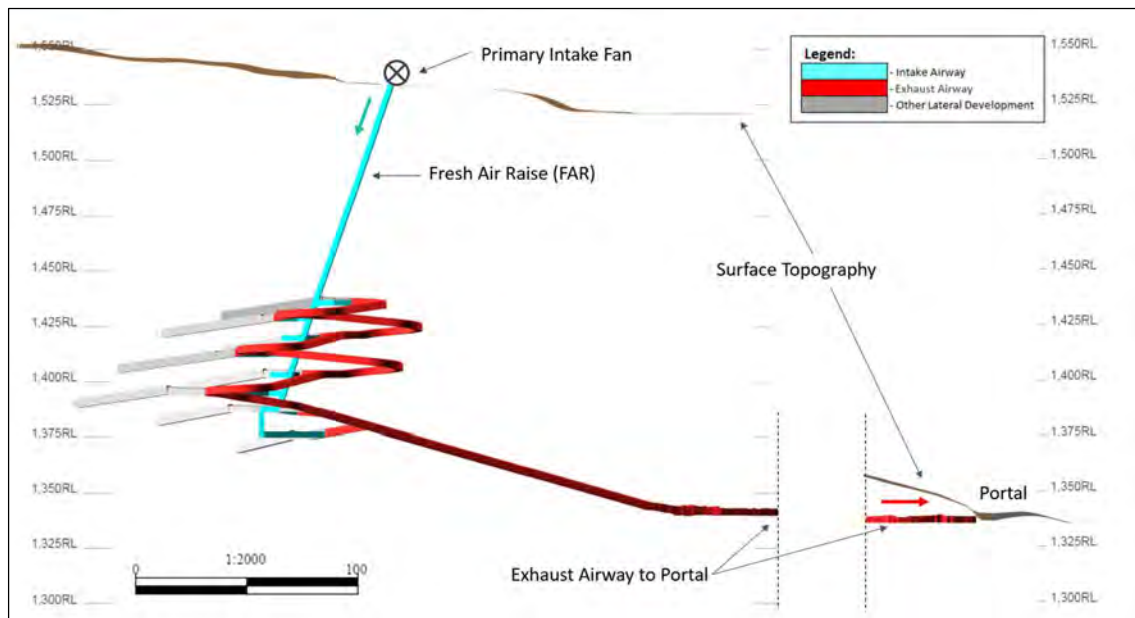 1,550RL
Primary Intake Fan
1,550RL
Legend:
- Intake Airway
- Exhaust Airway
- Other Lateral Development
1,525RL
1,525RL
1,500RL
Fresh Air Raise (FAR)
1,500RL
1,475RL
1,475RL
1,450RL
Surface Topography
1,450RL
1,425RL
1,425RL
1,400RL
1,400RL
1,375RL
1,375RL
1,350RL
Portal
1,350RL
1,325RL
1,325RL
0
1:2000
100
Exhaust Airway to Portal
1,300RL
1,300RL